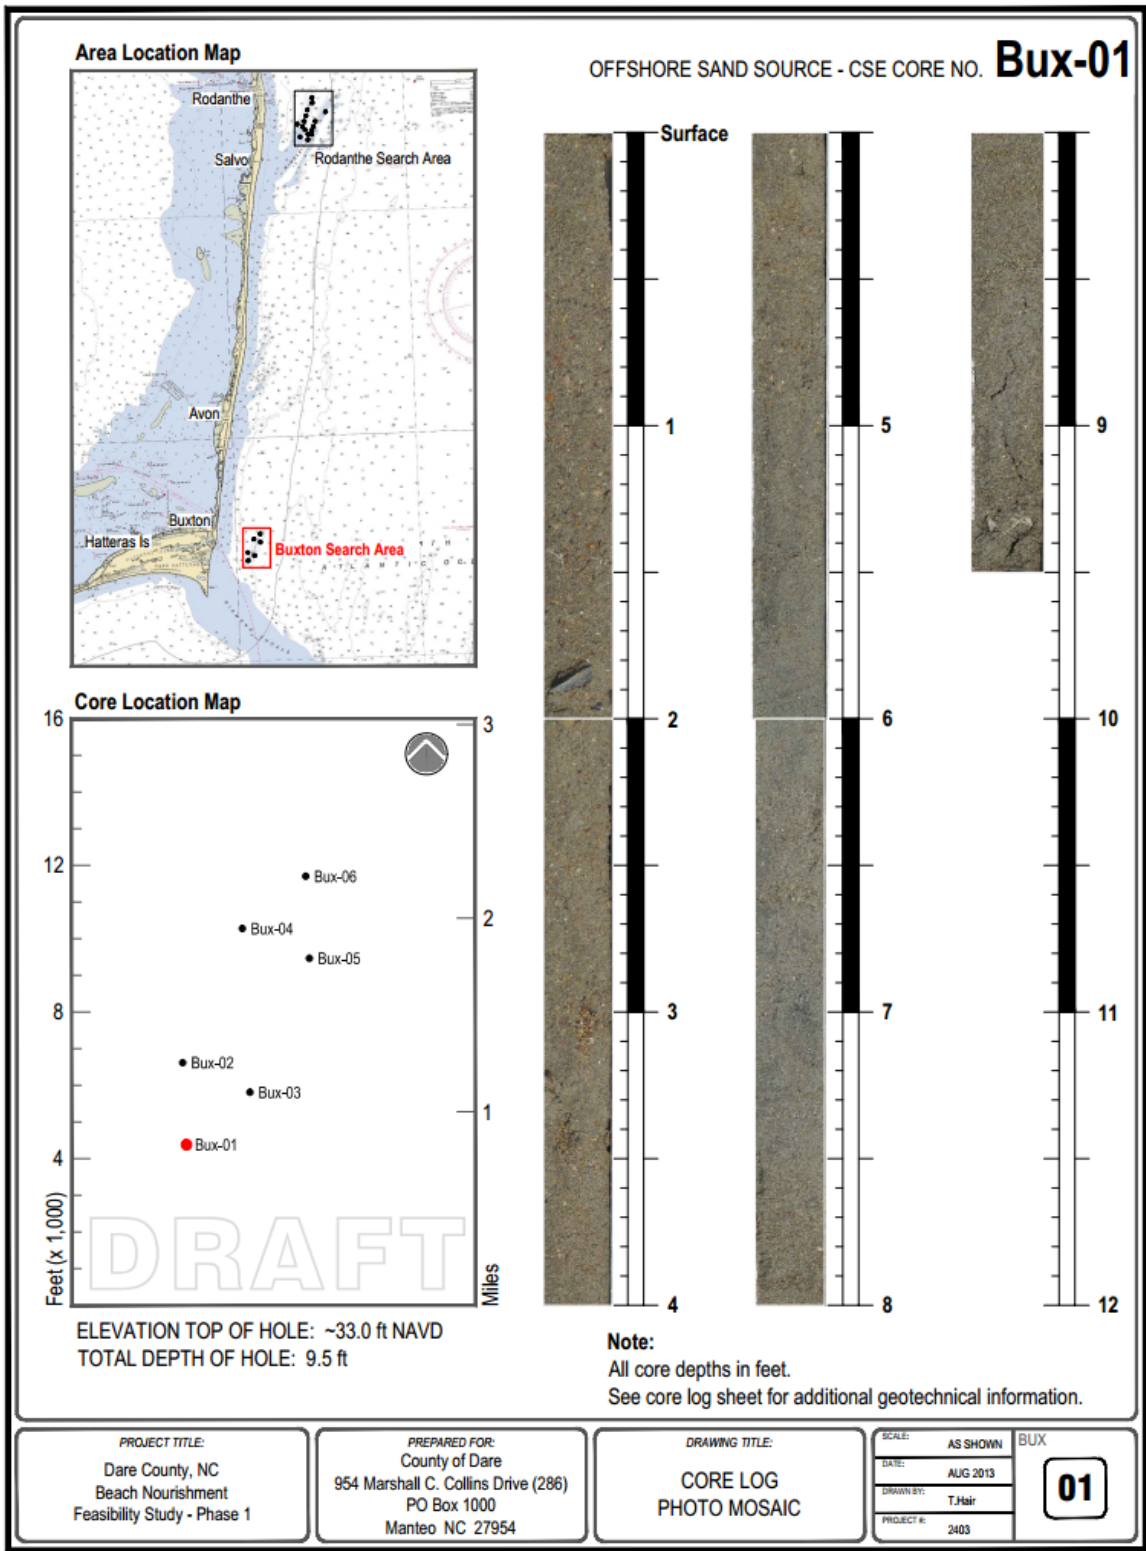 Area Location Map
OFFSHORE SAND SOURCE - CSE CORE NO. Bux-01
Rodanthe
Salvo
Rodanthe Search Area
Avon
Buxton
Hatteras Is
Buxton Search Area
ATLANTIC OCE
Core Location Map
16
12
8
4
Feet (x 1,000)
3
2
1
Miles
Bux-06
Bux-04
Bux-05
Bux-02
Bux-03
Bux-01
DRAFT
ELEVATION TOP OF HOLE: ~33.0 ft NAVD
TOTAL DEPTH OF HOLE: 9.5 ft
Surface
1
2
3
4
5
6
7
8
9
10
11
12
Note:
All core depths in feet.
See core log sheet for additional geotechnical information.
PROJECT TITLE:
Dare County, NC
Beach Nourishment
Feasibility Study - Phase 1
PREPARED FOR:
County of Dare
954 Marshall C. Collins Drive (286)
PO Box 1000
Manteo NC 27954
DRAWING TITLE:
CORE LOG
PHOTO MOSAIC
SCALE: AS SHOWN
DATE: AUG 2013
DRAWN BY: T.Hair
PROJECT #: 2403
BUX
01